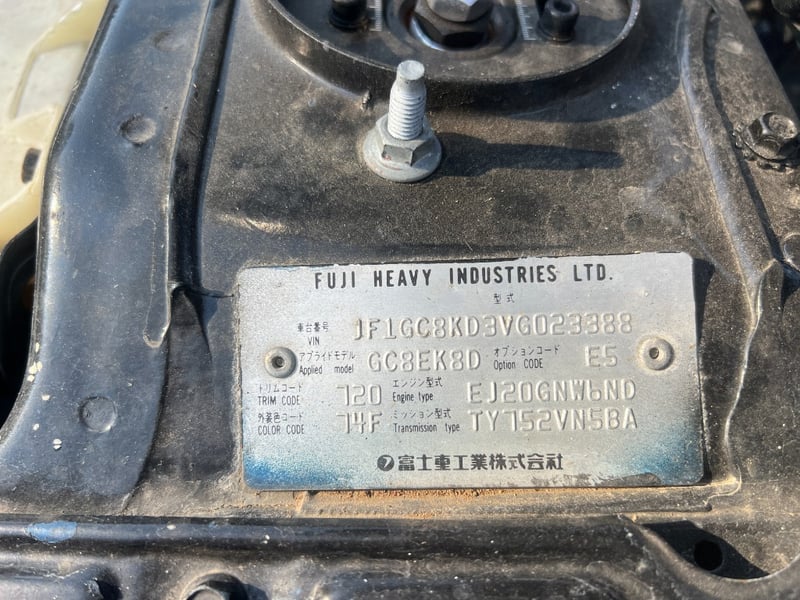 FUJI HEAVY INDUSTRIES LTD.
型式
車台番号 VIN JF1GC8KD3VG023388
アプライドモデル Applied model GC8EK8D オプションコード Option CODE E5
トリムコード TRIM CODE 720 エンジン型式 Engine type EJ20GNW6ND
外装色コード COLOR CODE 74F ミッション型式 Transmission type TY752VN5BA
富士重工業株式会社